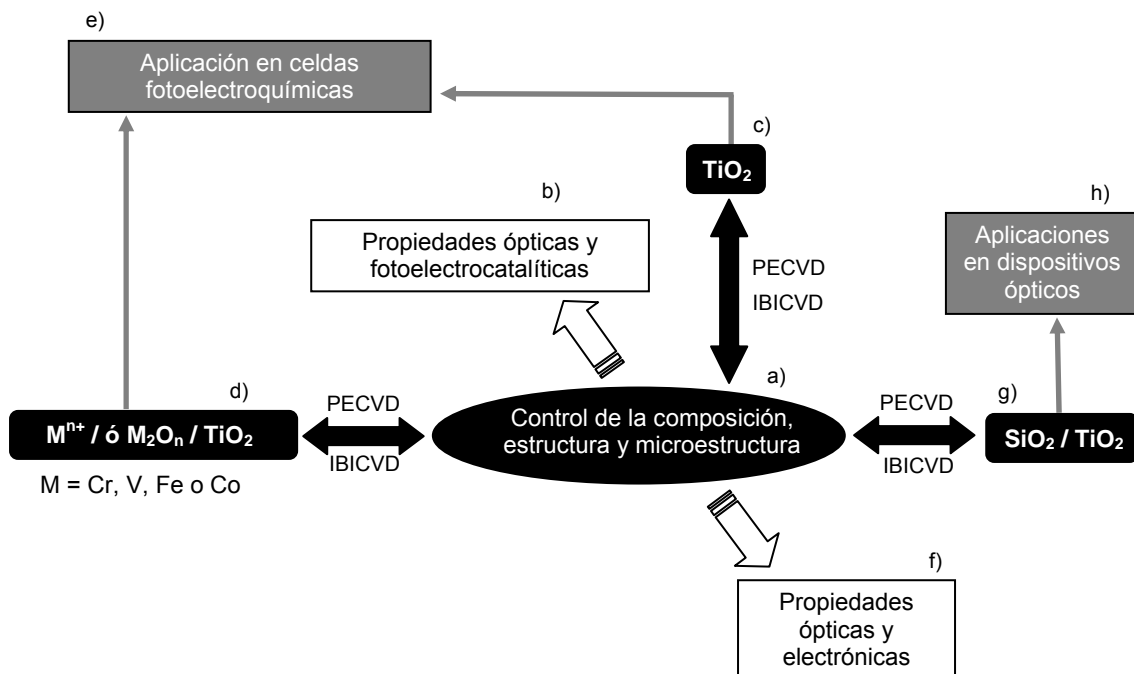 e)
Aplicación en celdas
fotoelectroquímicas
c)
TiO₂
b)
Propiedades ópticas y
fotoelectrocatalíticas
h)
Aplicaciones
en dispositivos
ópticos
PECVD
IBICVD
a)
Control de la composición,
estructura y microestructura
d)
Mⁿ⁺ / ó M₂Oₙ / TiO₂
M = Cr, V, Fe o Co
PECVD
IBICVD
PECVD
IBICVD
g)
SiO₂ / TiO₂
f)
Propiedades
ópticas y
electrónicas